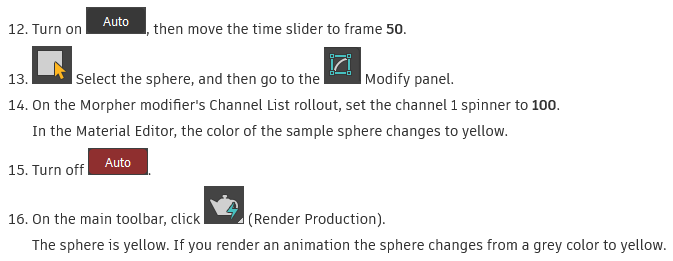 12. Turn on Auto, then move the time slider to frame 50.
13. Select the sphere, and then go to the Modify panel.
14. On the Morpher modifier's Channel List rollout, set the channel 1 spinner to 100.
In the Material Editor, the color of the sample sphere changes to yellow.
15. Turn off Auto.
16. On the main toolbar, click (Render Production).
The sphere is yellow. If you render an animation the sphere changes from a grey color to yellow.